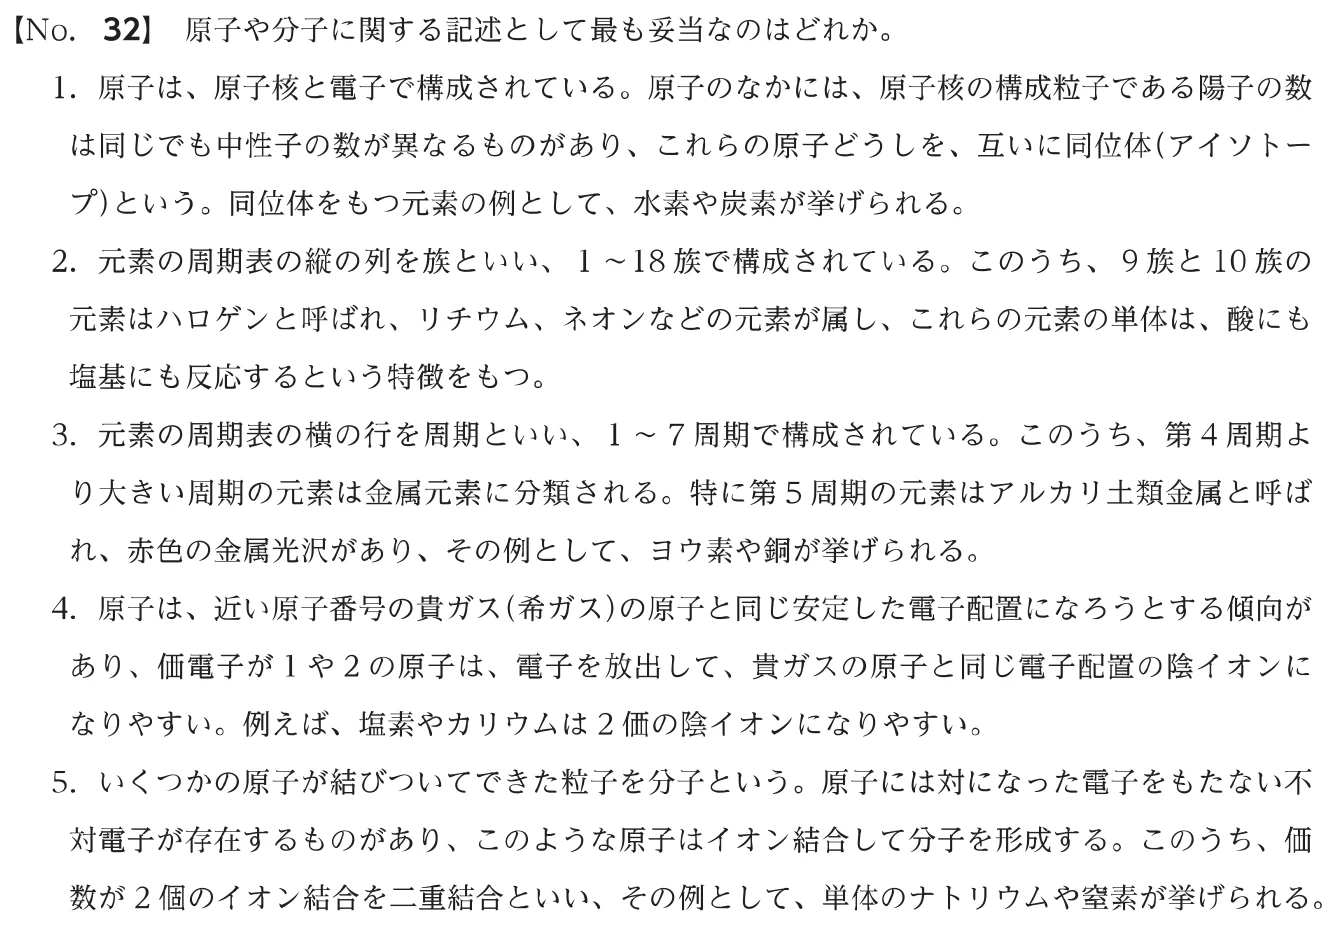 【No. 32】 原子や分子に関する記述として最も妥当なのはどれか。
1. 原子は、原子核と電子で構成されている。原子のなかには、原子核の構成粒子である陽子の数
は同じでも中性子の数が異なるものがあり、これらの原子どうしを、互いに同位体(アイソトー
プ)という。同位体をもつ元素の例として、水素や炭素が挙げられる。
2. 元素の周期表の縦の列を族といい、1～18族で構成されている。このうち、9族と10族の
元素はハロゲンと呼ばれ、リチウム、ネオンなどの元素が属し、これらの元素の単体は、酸にも
塩基にも反応するという特徴をもつ。
3. 元素の周期表の横の行を周期といい、1～7周期で構成されている。このうち、第4周期よ
り大きい周期の元素は金属元素に分類される。特に第5周期の元素はアルカリ土類金属と呼ば
れ、赤色の金属光沢があり、その例として、ヨウ素や銅が挙げられる。
4. 原子は、近い原子番号の貴ガス(希ガス)の原子と同じ安定した電子配置になろうとする傾向が
あり、価電子が1や2の原子は、電子を放出して、貴ガスの原子と同じ電子配置の陰イオンに
なりやすい。例えば、塩素やカリウムは2価の陰イオンになりやすい。
5. いくつかの原子が結びついてできた粒子を分子という。原子には対になった電子をもたない不
対電子が存在するものがあり、このような原子はイオン結合して分子を形成する。このうち、価
数が2個のイオン結合を二重結合といい、その例として、単体のナトリウムや窒素が挙げられる。